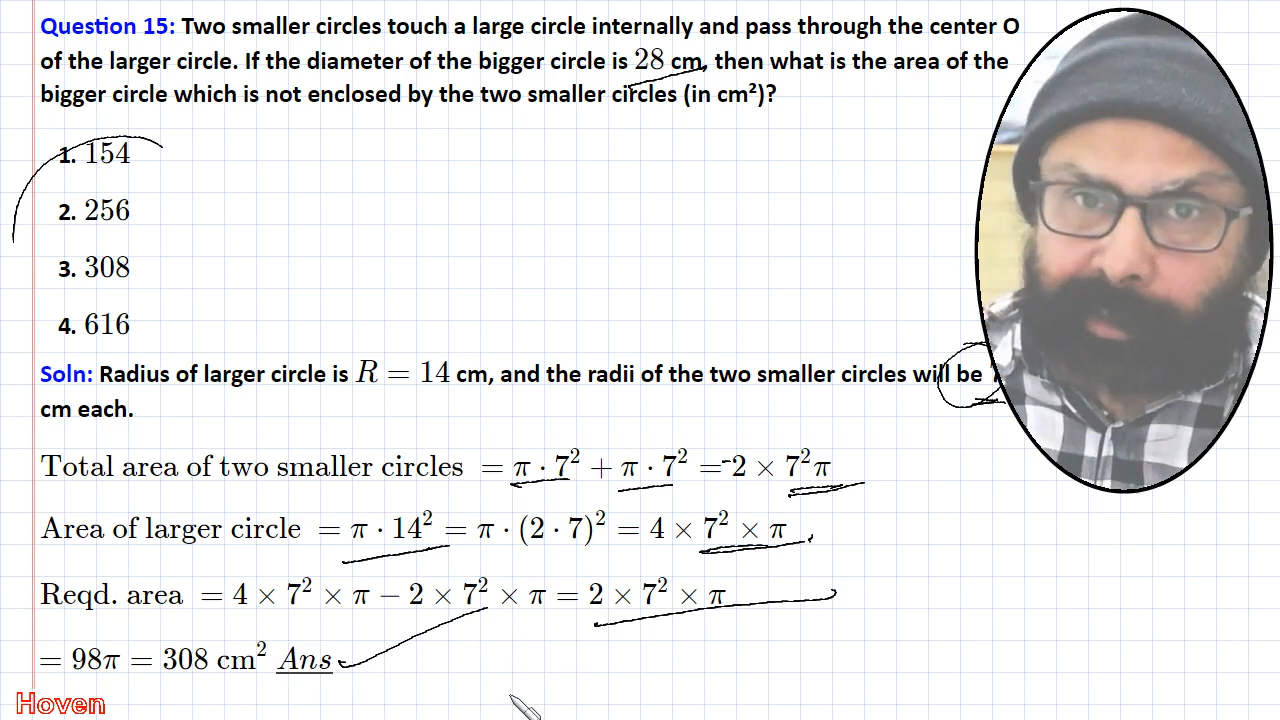 Question 15: Two smaller circles touch a large circle internally and pass through the center O
of the larger circle. If the diameter of the bigger circle is 28 cm, then what is the area of the
bigger circle which is not enclosed by the two smaller circles (in cm²)?
1. 154
2. 256
3. 308
4. 616
Soln: Radius of larger circle is R = 14 cm, and the radii of the two smaller circles will be
cm each.
Total area of two smaller circles = π · 7² + π · 7² = 2 × 7²π
Area of larger circle = π · 14² = π · (2 · 7)² = 4 × 7² × π
Reqd. area = 4 × 7² × π − 2 × 7² × π = 2 × 7² × π
= 98π = 308 cm² Ans
Hoven